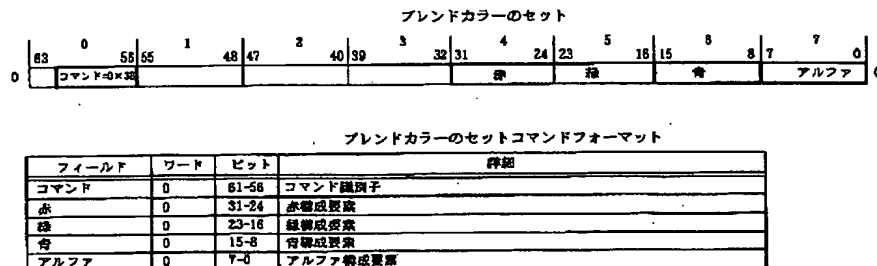 ブレンドカラーのセット
0 1 2 3 4 5 6 7
63 56 55 48 47 40 39 32 31 24 23 16 15 8 7 0
0 コマンド=0×38 赤 緑 青 アルファ
ブレンドカラーのセットコマンドフォーマット
フィールド ワード ビット 詳細
コマンド 0 61-56 コマンド識別子
赤 0 31-24 赤構成要素
緑 0 23-16 緑構成要素
青 0 15-8 青構成要素
アルファ 0 7-0 アルファ構成要素